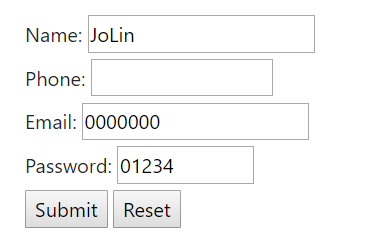 Name: JoLin
Phone:
Email: 0000000
Password: 01234
Submit Reset